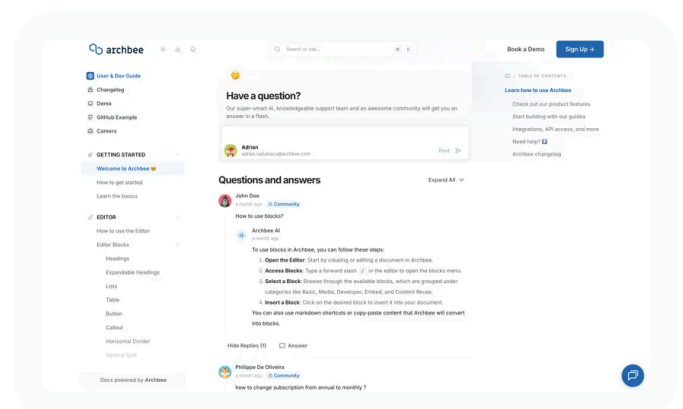 archbee
Search or ask...
⌘ K
Book a Demo
Sign Up →
User & Dev Guide
Changelog
Demo
GitHub Example
Careers
GETTING STARTED
Welcome to Archbee
How to get started
Learn the basics
EDITOR
How to use the Editor
Editor Blocks
Headings
Expandable Headings
Lists
Table
Button
Callout
Horizontal Divider
Vertical Split
Docs powered by Archbee
Have a question?
Our super-smart AI, knowledgeable support team and an awesome community will get you an
answer in a flash.
Adrian
Post
Questions and answers
Expand All
John Doe
a month ago
Community
How to use blocks?
Archbee AI
a month ago
To use blocks in Archbee, you can follow these steps:
1. Open the Editor: Start by creating or editing a document in Archbee.
2. Access Blocks: Type a forward slash / in the editor to open the blocks menu.
3. Select a Block: Browse through the available blocks, which are grouped under
categories like Basic, Media, Developer, Embed, and Content Reuse.
4. Insert a Block: Click on the desired block to insert it into your document.
You can also use markdown shortcuts or copy-paste content that Archbee will convert
into blocks.
Hide Replies (1)
Answer
Philippe De Oliveira
a month ago
Community
how to change subscription from annual to monthly ?
TABLE OF CONTENTS
Learn how to use Archbee
Check out our product features
Start building with our guides
Integrations, API access, and more
Need help?
Archbee changelog